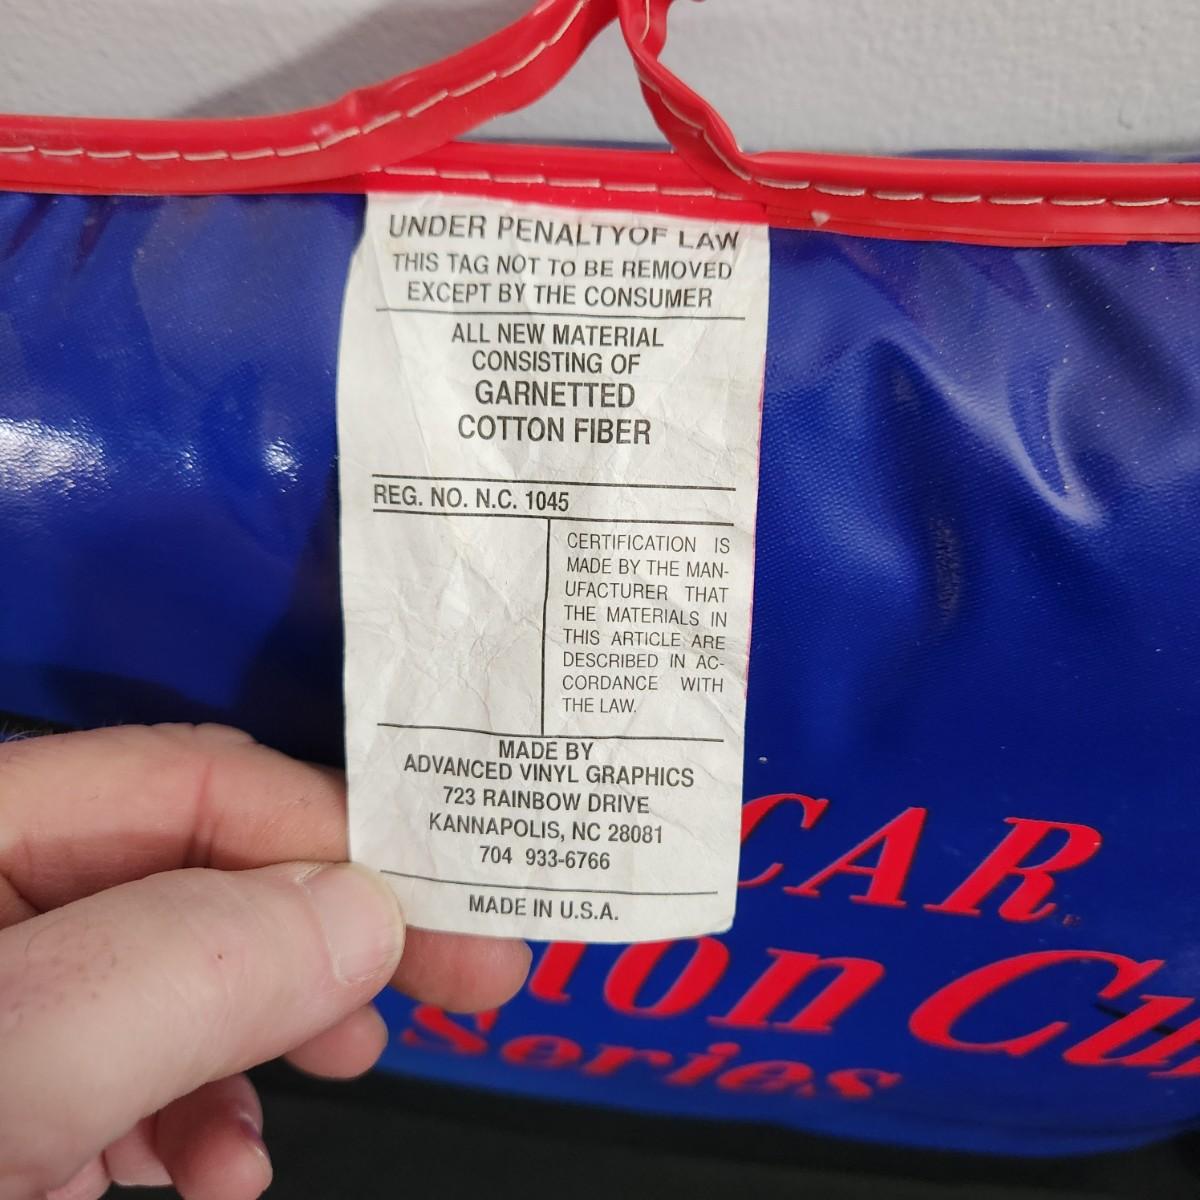 UNDER PENALTYOF LAW
THIS TAG NOT TO BE REMOVED
EXCEPT BY THE CONSUMER
ALL NEW MATERIAL
CONSISTING OF
GARNETTED
COTTON FIBER
REG. NO. N.C. 1045
CERTIFICATION IS
MADE BY THE MAN-
UFACTURER THAT
THE MATERIALS IN
THIS ARTICLE ARE
DESCRIBED IN AC-
CORDANCE WITH
THE LAW.
MADE BY
ADVANCED VINYL GRAPHICS
723 RAINBOW DRIVE
KANNAPOLIS, NC 28081
704 933-6766
MADE IN U.S.A.
CAR
ton Cu
Series